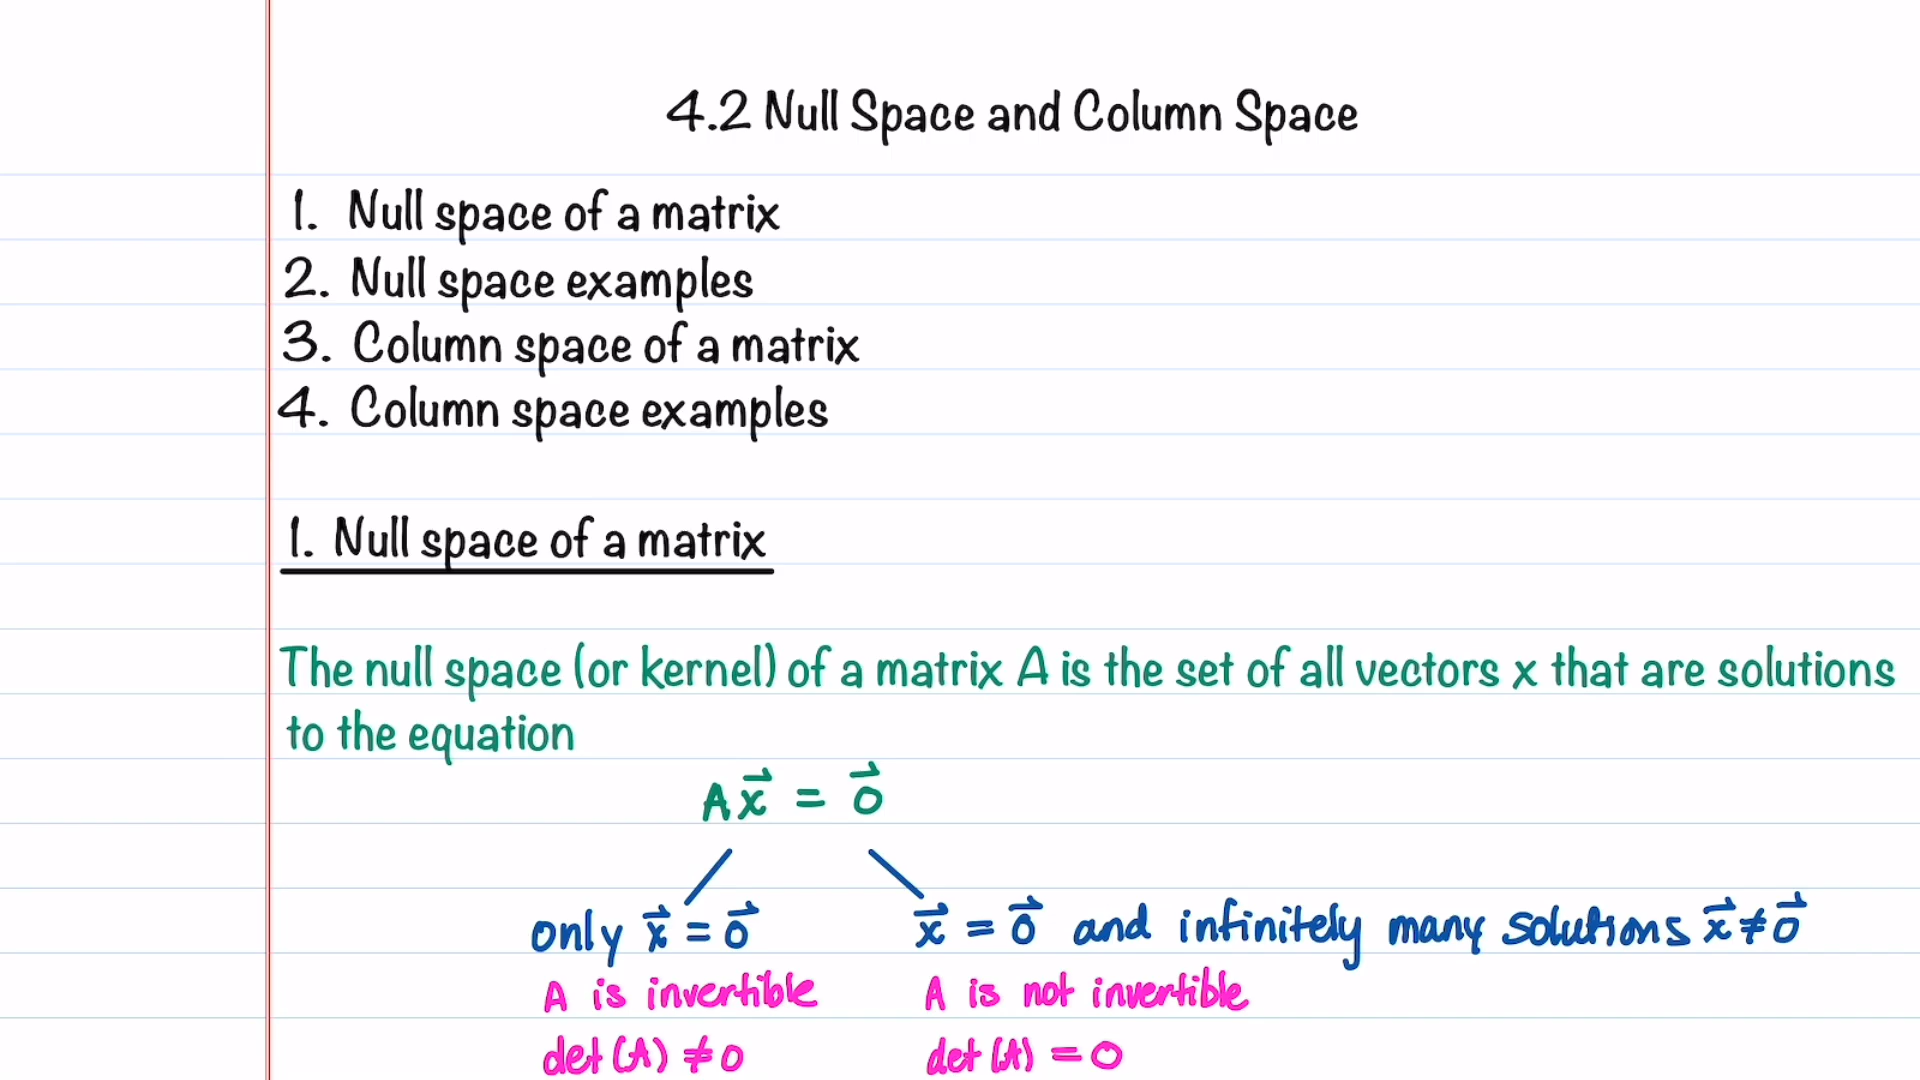 4.2 Null Space and Column Space
1. Null space of a matrix
2. Null space examples
3. Column space of a matrix
4. Column space examples
1. Null space of a matrix
The null space (or kernel) of a matrix A is the set of all vectors x that are solutions
to the equation
Ax⃗ = 0⃗
only x⃗ = 0⃗ x⃗ = 0⃗ and infinitely many solutions x⃗ ≠ 0⃗
A is invertible A is not invertible
det(A) ≠ 0 det(A) = 0